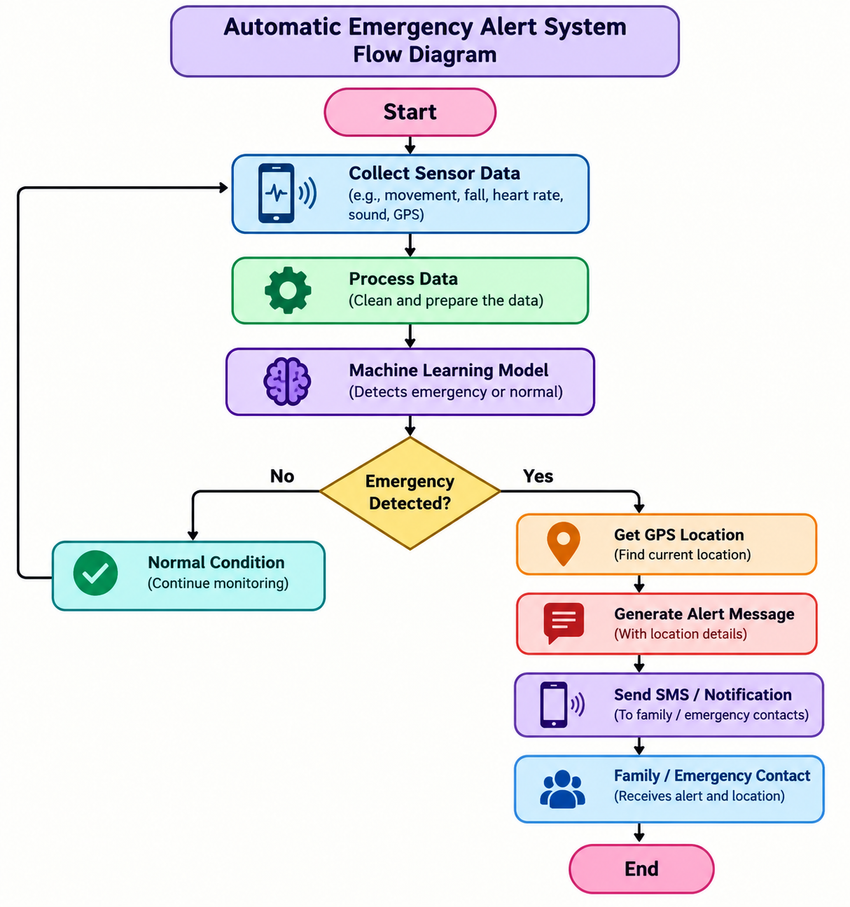 Automatic Emergency Alert System
Flow Diagram
Start
Collect Sensor Data
(e.g., movement, fall, heart rate,
sound, GPS)
Process Data
(Clean and prepare the data)
Machine Learning Model
(Detects emergency or normal)
Emergency
Detected?
No
Yes
Normal Condition
(Continue monitoring)
Get GPS Location
(Find current location)
Generate Alert Message
(With location details)
Send SMS / Notification
(To family / emergency contacts)
Family / Emergency Contact
(Receives alert and location)
End